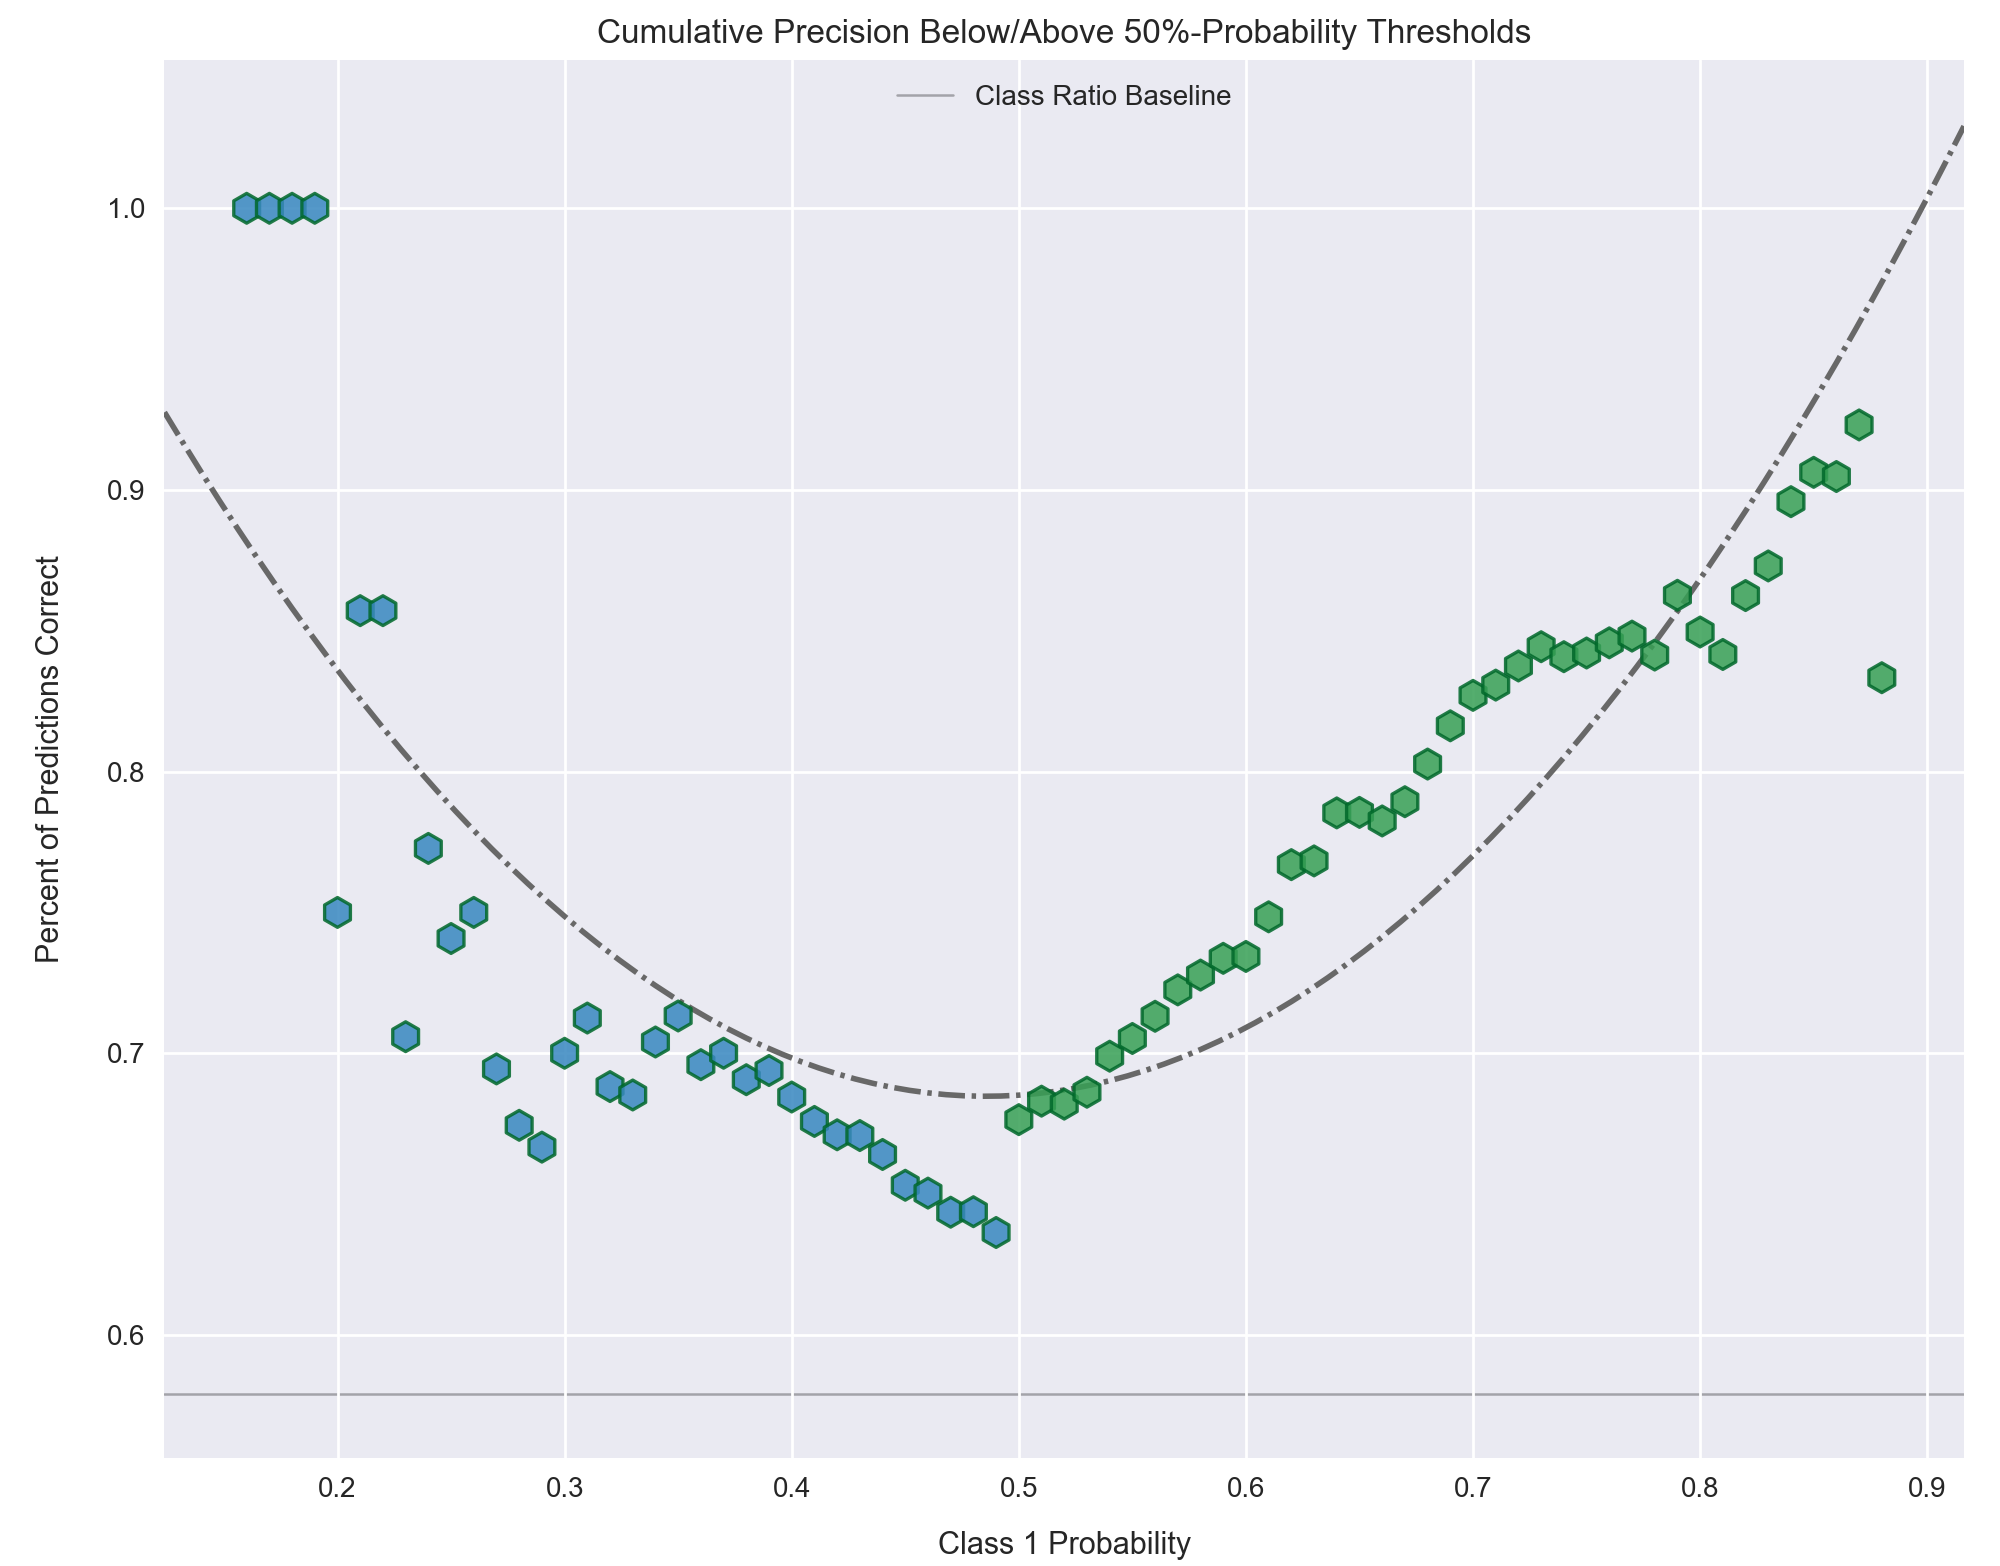 Cumulative Precision Below/Above 50%-Probability Thresholds
Class Ratio Baseline
1.0
0.9
0.8
0.7
0.6
Percent of Predictions Correct
0.2 0.3 0.4 0.5 0.6 0.7 0.8 0.9
Class 1 Probability